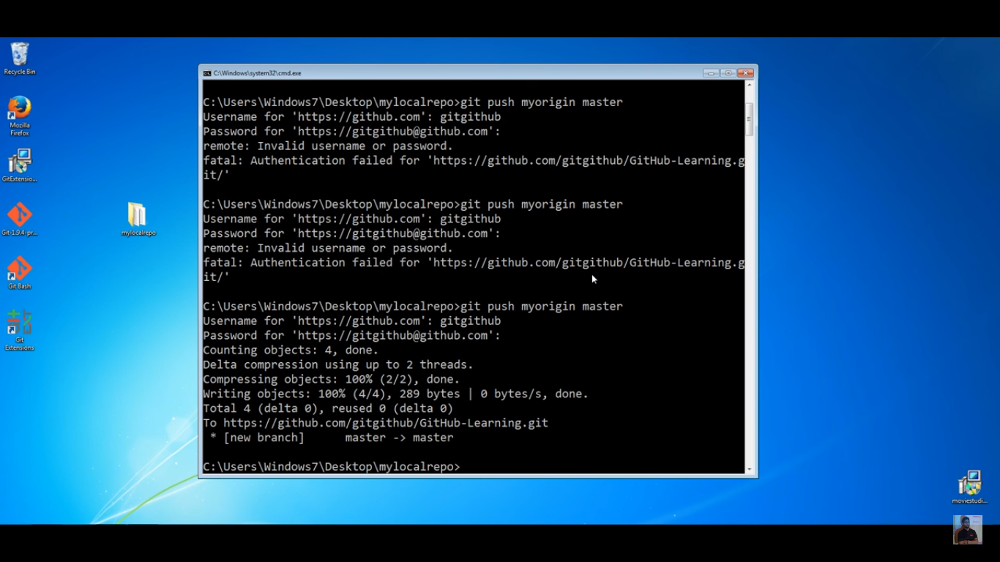 Recycle Bin
Mozilla
Firefox
GitExtensio...
Git-1.9.4-pr...
Git Bash
Git
Extensions
mylocalrepo
C:\Windows\system32\cmd.exe
C:\Users\Windows7\Desktop\mylocalrepo>git push myorigin master
Username for 'https://github.com': gitgithub
Password for 'https://gitgithub@github.com':
remote: Invalid username or password.
fatal: Authentication failed for 'https://github.com/gitgithub/GitHub-Learning.g
it/'
C:\Users\Windows7\Desktop\mylocalrepo>git push myorigin master
Username for 'https://github.com': gitgithub
Password for 'https://gitgithub@github.com':
remote: Invalid username or password.
fatal: Authentication failed for 'https://github.com/gitgithub/GitHub-Learning.g
it/'
C:\Users\Windows7\Desktop\mylocalrepo>git push myorigin master
Username for 'https://github.com': gitgithub
Password for 'https://gitgithub@github.com':
Counting objects: 4, done.
Delta compression using up to 2 threads.
Compressing objects: 100% (2/2), done.
Writing objects: 100% (4/4), 289 bytes | 0 bytes/s, done.
Total 4 (delta 0), reused 0 (delta 0)
To https://github.com/gitgithub/GitHub-Learning.git
 * [new branch]      master -> master
C:\Users\Windows7\Desktop\mylocalrepo>
moviestudi...